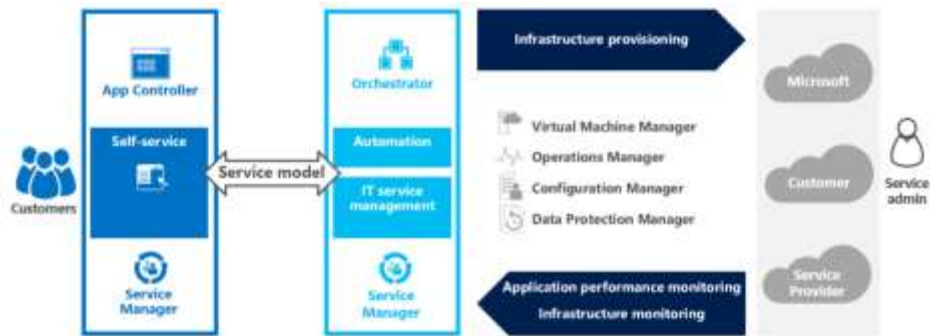 Customers
App Controller
Self-service
Service
Manager
Service model
Orchestrator
Automation
IT service
management
Service
Manager
Infrastructure provisioning
Virtual Machine Manager
Operations Manager
Configuration Manager
Data Protection Manager
Application performance monitoring
Infrastructure monitoring
Microsoft
Customer
Service
Provider
Service
admin